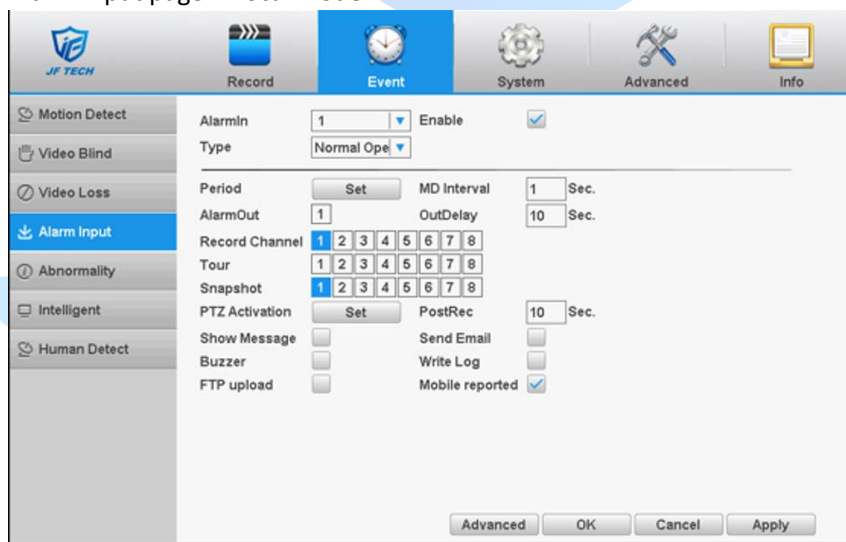 JF TECH
Record Event System Advanced Info
Motion Detect
Video Blind
Video Loss
Alarm Input
Abnormality
Intelligent
Human Detect
AlarmIn 1 Enable
Type Normal Ope
Period Set MD Interval 1 Sec.
AlarmOut 1 OutDelay 10 Sec.
Record Channel 1 2 3 4 5 6 7 8
Tour 1 2 3 4 5 6 7 8
Snapshot 1 2 3 4 5 6 7 8
PTZ Activation Set PostRec 10 Sec.
Show Message Send Email
Buzzer Write Log
FTP upload Mobile reported
Advanced OK Cancel Apply